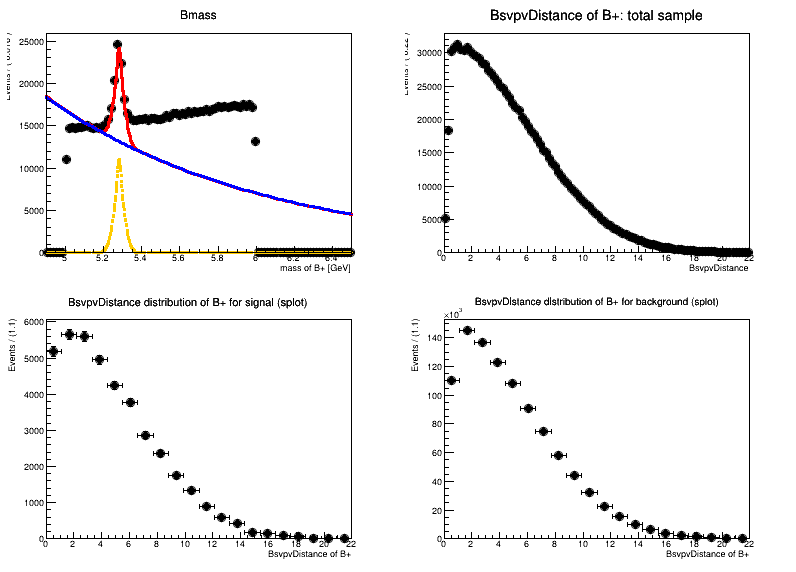 Bmass
BsvpvDistance of B+: total sample
25000
20000
15000
10000
5000
0
5
5.2
5.4
5.6
5.8
6
6.2
6.4
mass of B+ [GeV]
30000
25000
20000
15000
10000
5000
0
0 2 4 6 8 10 12 14 16 18 20 22
BsvpvDistance
BsvpvDistance distribution of B+ for signal (splot)
Events / (1.1)
6000
5000
4000
3000
2000
1000
0
0 2 4 6 8 10 12 14 16 18 20 22
BsvpvDistance of B+
BsvpvDistance distribution of B+ for background (splot)
×10³
Events / (1.1)
140
120
100
80
60
40
20
0
0 2 4 6 8 10 12 14 16 18 20 22
BsvpvDistance of B+